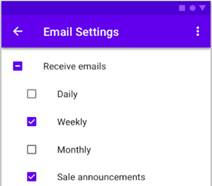 Email Settings
Receive emails
Daily
Weekly
Monthly
Sale announcements